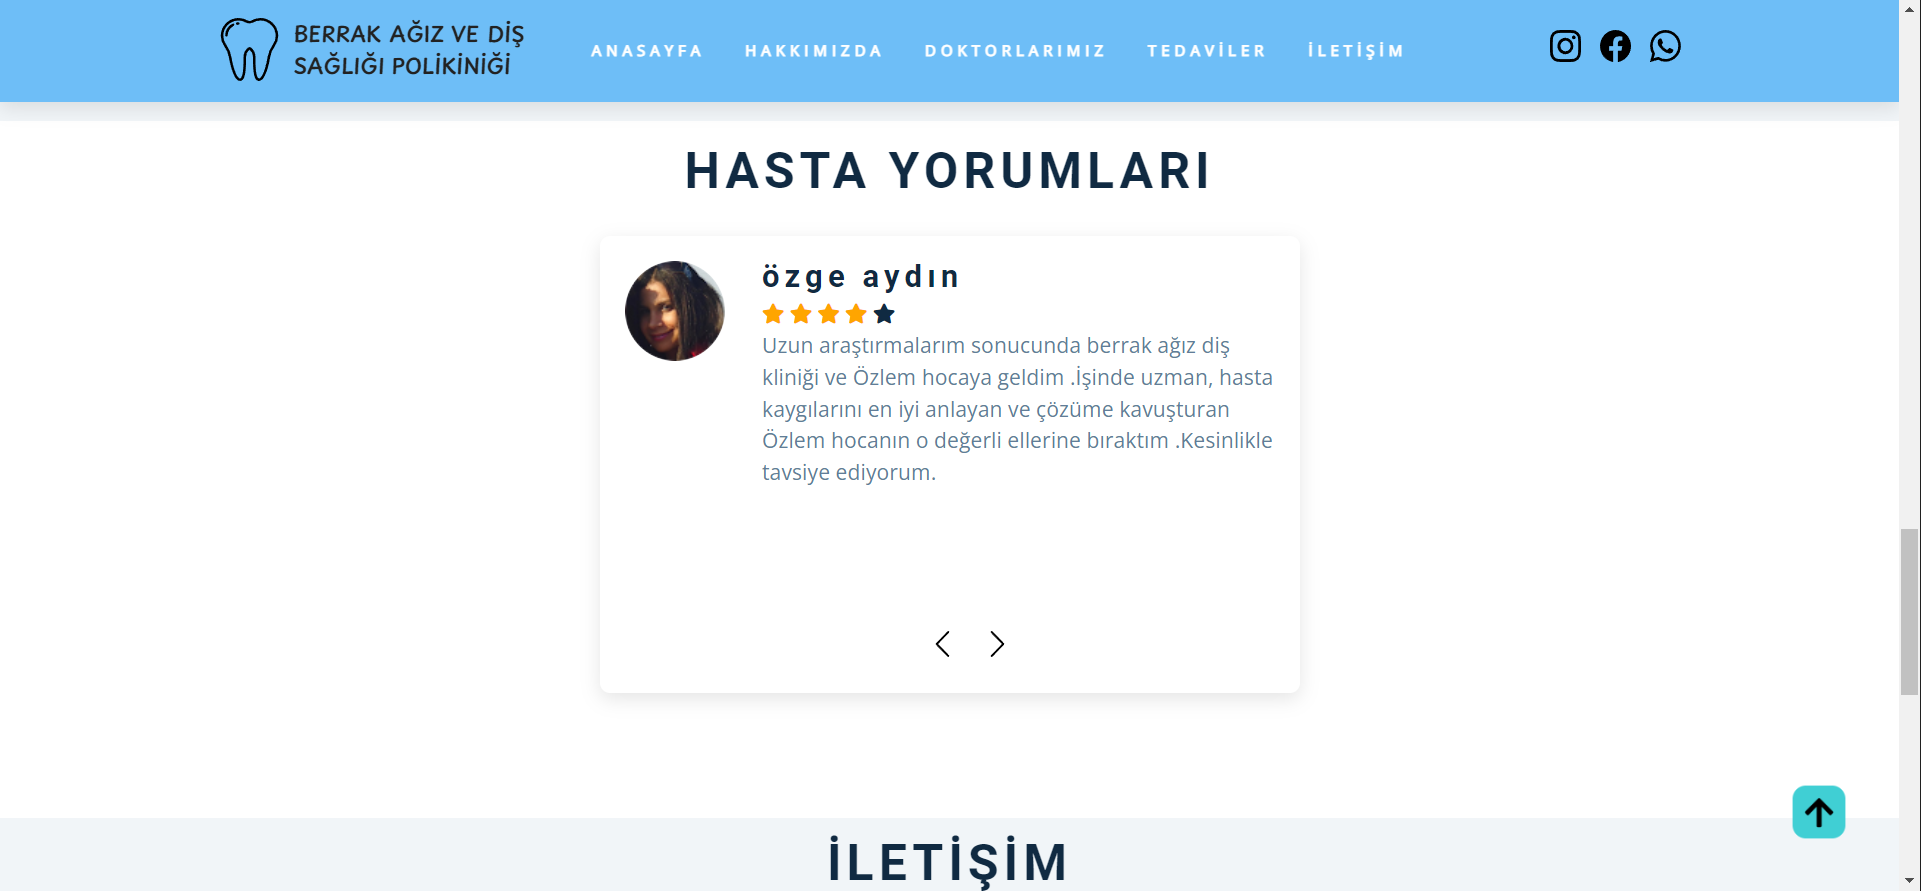 BERRAK AĞIZ VE DİŞ
SAĞLIĞI POLİKİNİĞİ
ANASAYFA HAKKIMIZDA DOKTORLARIMIZ TEDAVİLER İLETİŞİM
HASTA YORUMLARI
özge aydın
Uzun araştırmalarım sonucunda berrak ağız diş
kliniği ve Özlem hocaya geldim .İşinde uzman, hasta
kaygılarını en iyi anlayan ve çözüme kavuşturan
Özlem hocanın o değerli ellerine bıraktım .Kesinlikle
tavsiye ediyorum.
İLETİŞİM